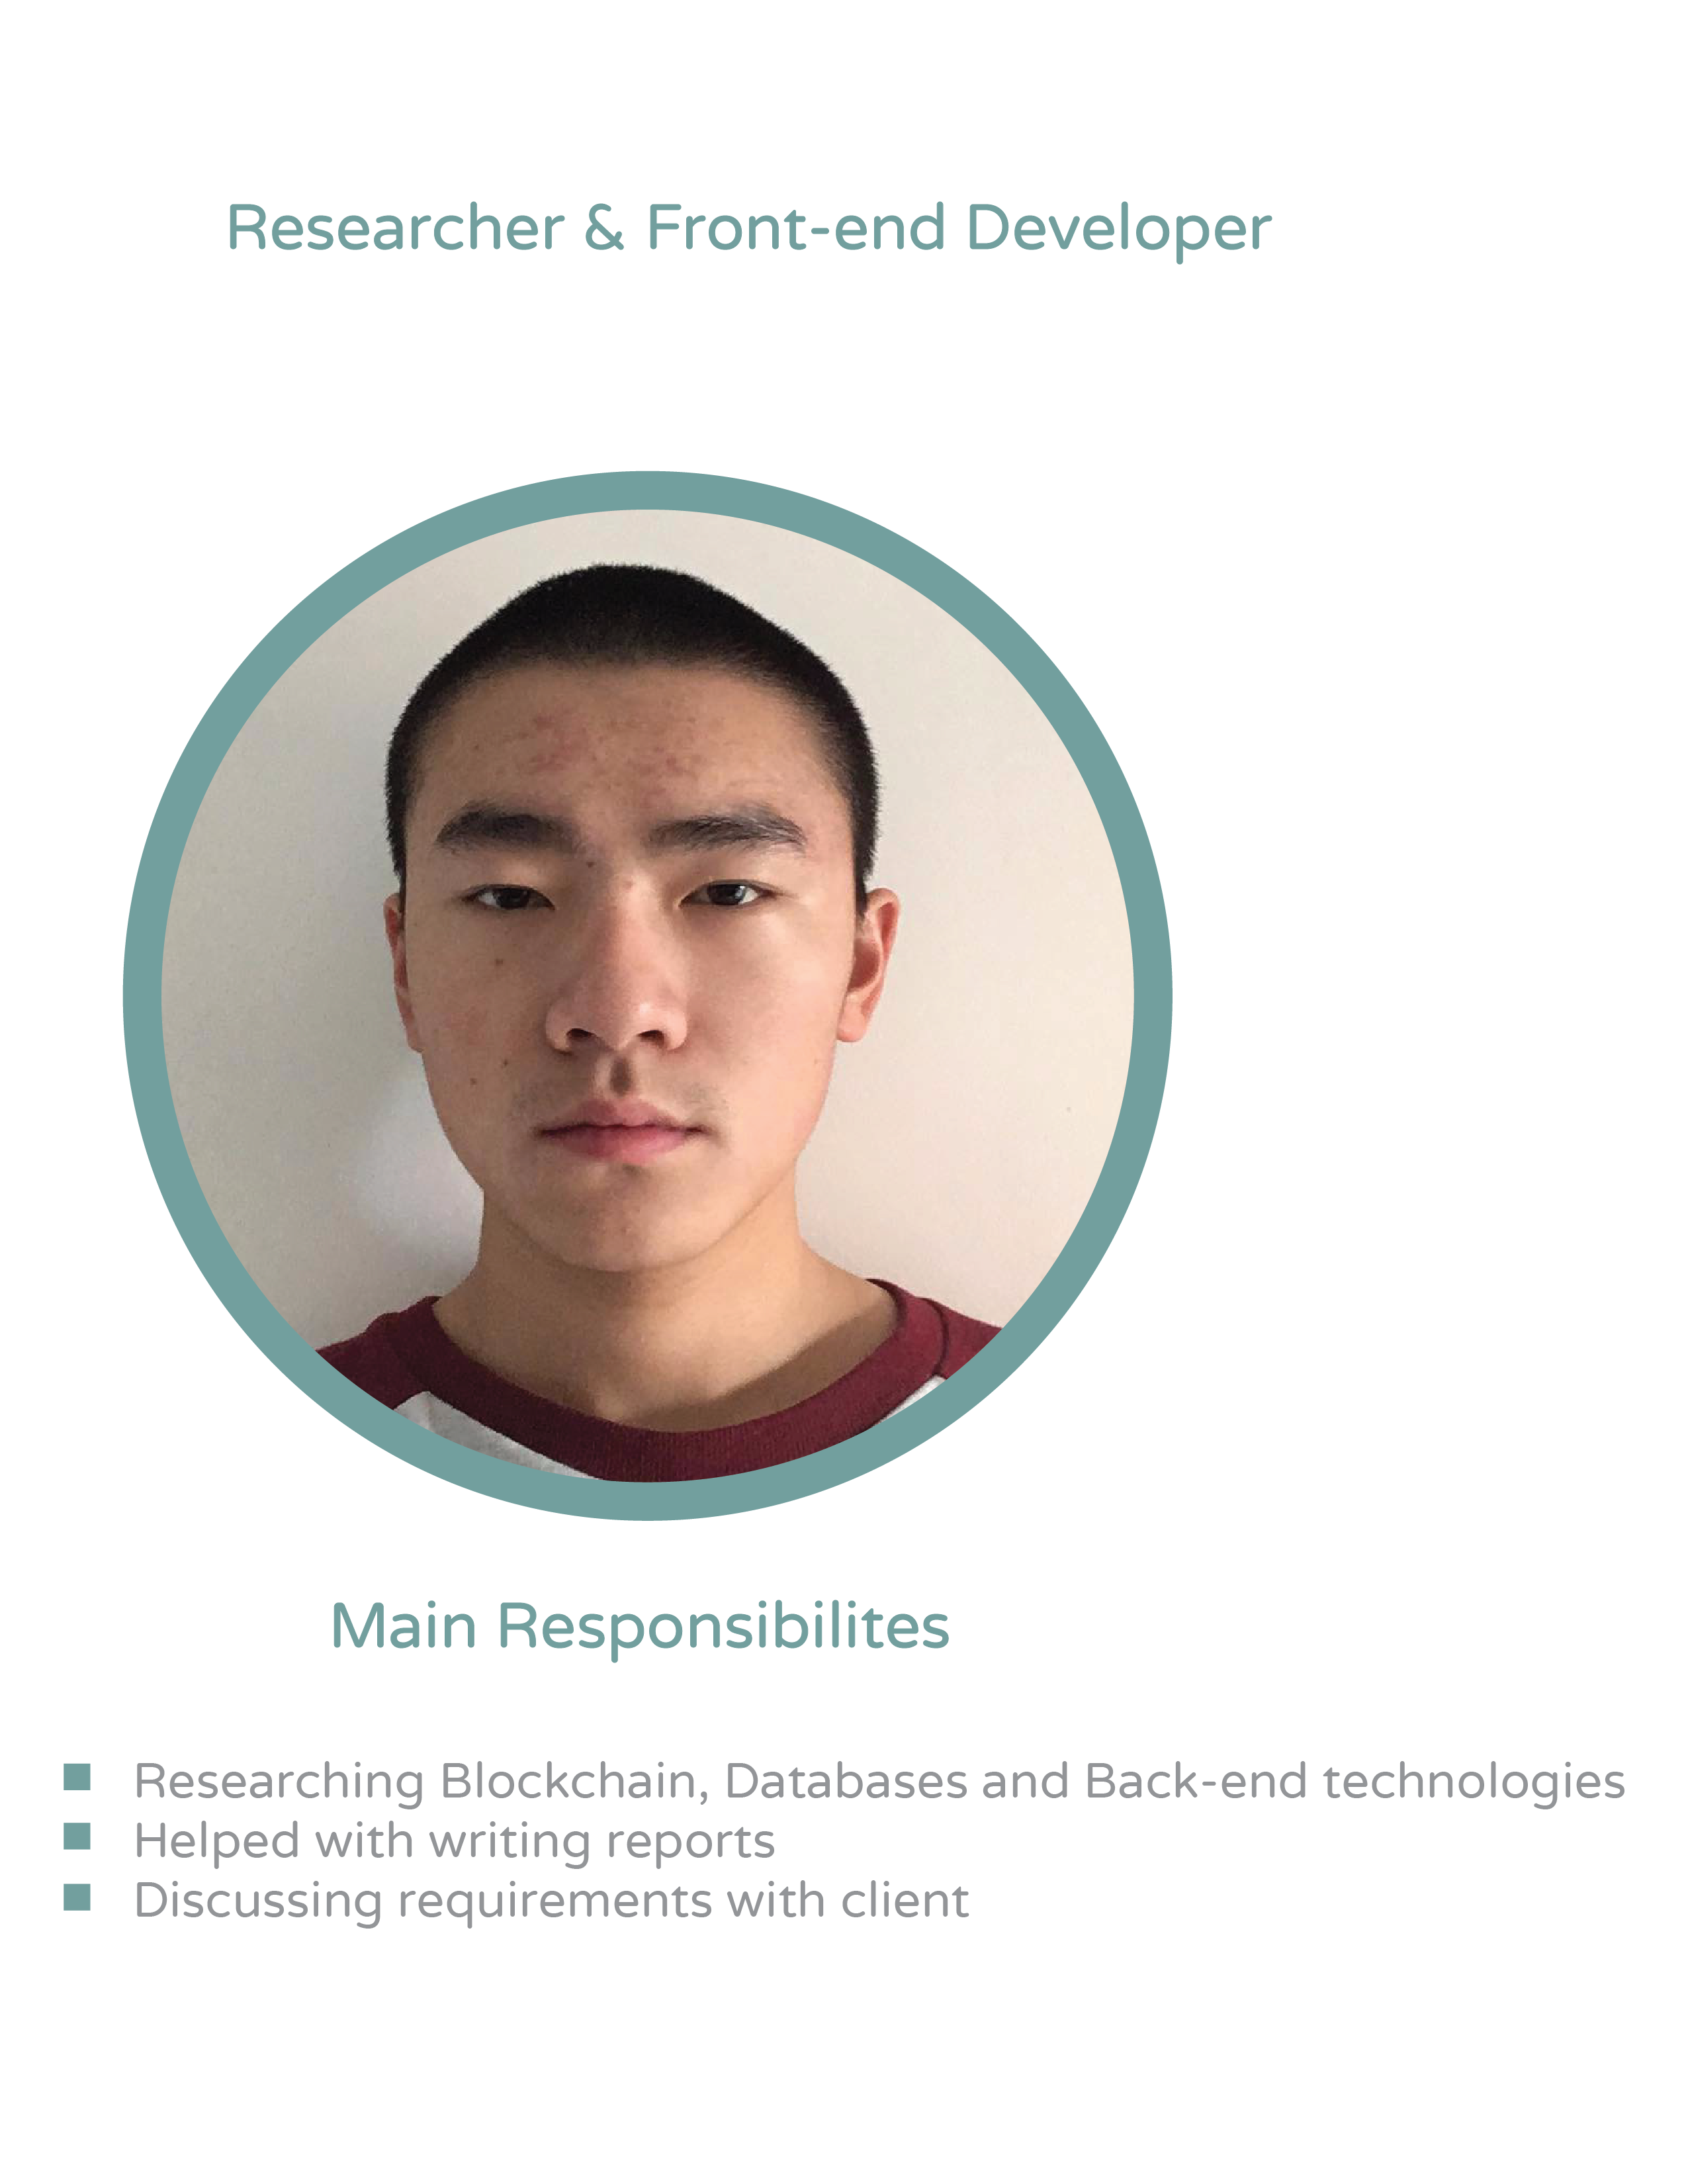 Researcher & Front-end Developer
Main Responsibilites
Researching Blockchain, Databases and Back-end technologies
Helped with writing reports
Discussing requirements with client